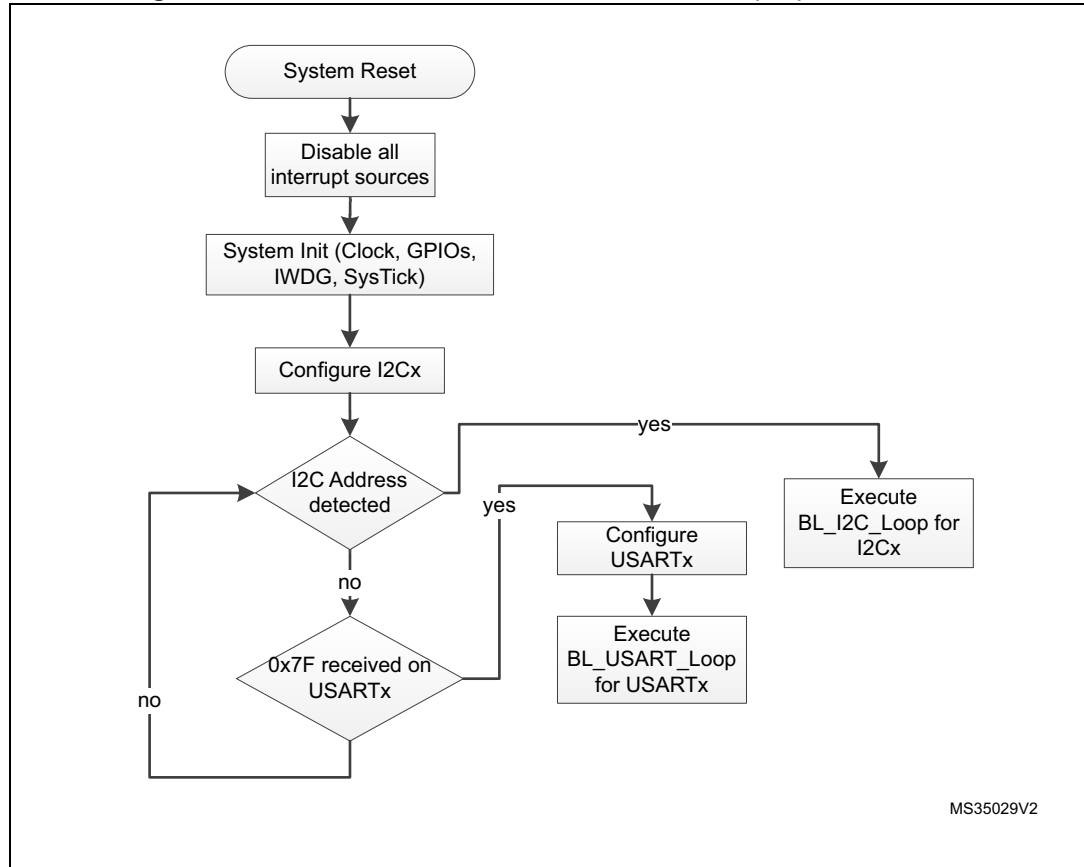 System Reset
Disable all
interrupt sources
System Init (Clock, GPIOs,
IWDG, SysTick)
Configure I2Cx
I2C Address
detected
yes
Execute
BL_I2C_Loop for
I2Cx
yes
Configure
USARTx
no
Execute
BL_USART_Loop
for USARTx
0x7F received on
USARTx
no
MS35029V2